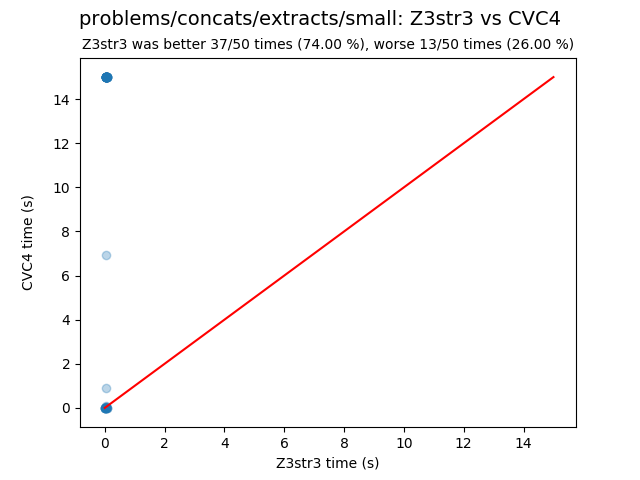 problems/concats/extracts/small: Z3str3 vs CVC4
Z3str3 was better 37/50 times (74.00 %), worse 13/50 times (26.00 %)
CVC4 time (s)
14
12
10
8
6
4
2
0
0 2 4 6 8 10 12 14
Z3str3 time (s)